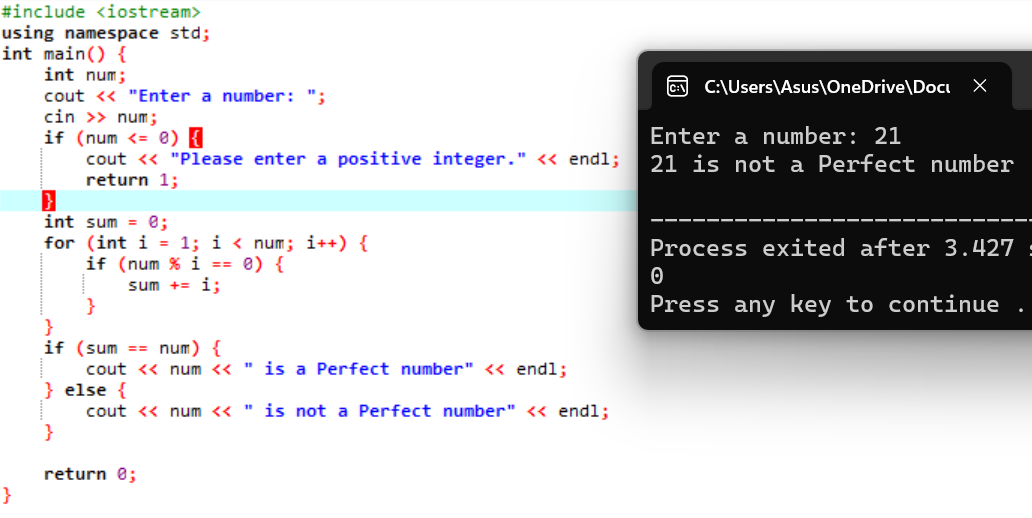 #include <iostream>
using namespace std;
int main() {
    int num;
    cout << "Enter a number: ";
    cin >> num;
    if (num <= 0) {
        cout << "Please enter a positive integer." << endl;
        return 1;
    }
    int sum = 0;
    for (int i = 1; i < num; i++) {
        if (num % i == 0) {
            sum += i;
        }
    }
    if (sum == num) {
        cout << num << " is a Perfect number" << endl;
    } else {
        cout << num << " is not a Perfect number" << endl;
    }
    return 0;
}
C:\Users\Asus\OneDrive\Docu
Enter a number: 21
21 is not a Perfect number
--------------------------------
Process exited after 3.427
0
Press any key to continue .